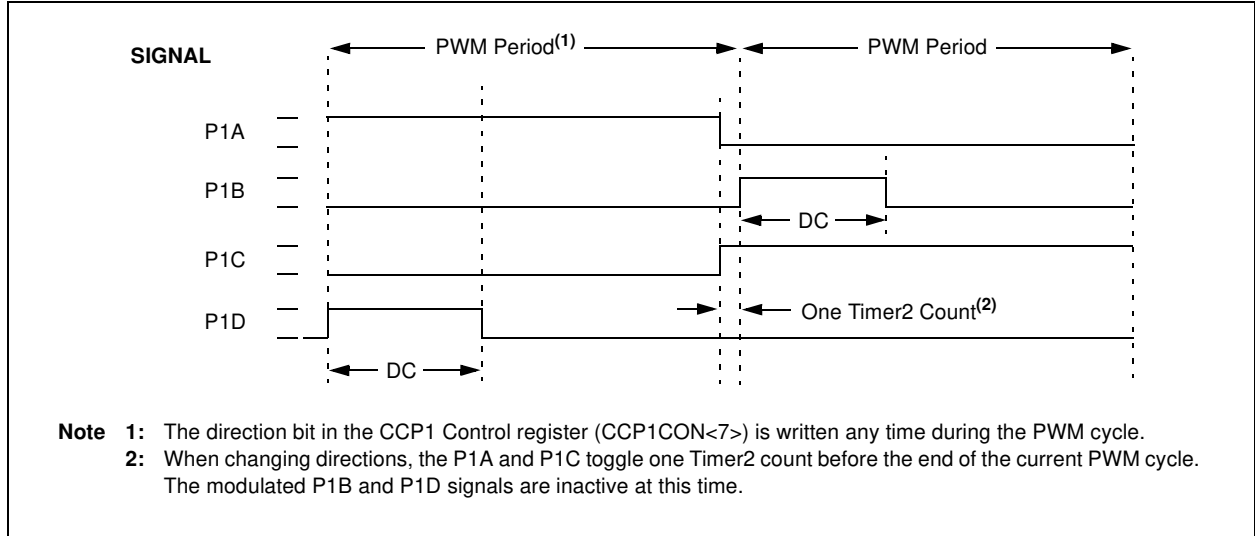 SIGNAL
PWM Period(1)
PWM Period
P1A
P1B
DC
P1C
P1D
One Timer2 Count(2)
DC
Note 1: The direction bit in the CCP1 Control register (CCP1CON<7>) is written any time during the PWM cycle.
2: When changing directions, the P1A and P1C toggle one Timer2 count before the end of the current PWM cycle.
The modulated P1B and P1D signals are inactive at this time.